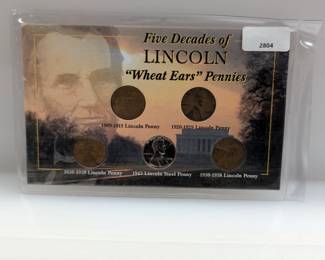 Five Decades of
2804
LINCOLN
"Wheat Ears" Pennies
1909-1919 Lincoln Penny
1920-1929 Lincoln Penny
1930-1939 Lincoln Penny
1943 Lincoln Steel Penny
1950-1958 Lincoln Penny